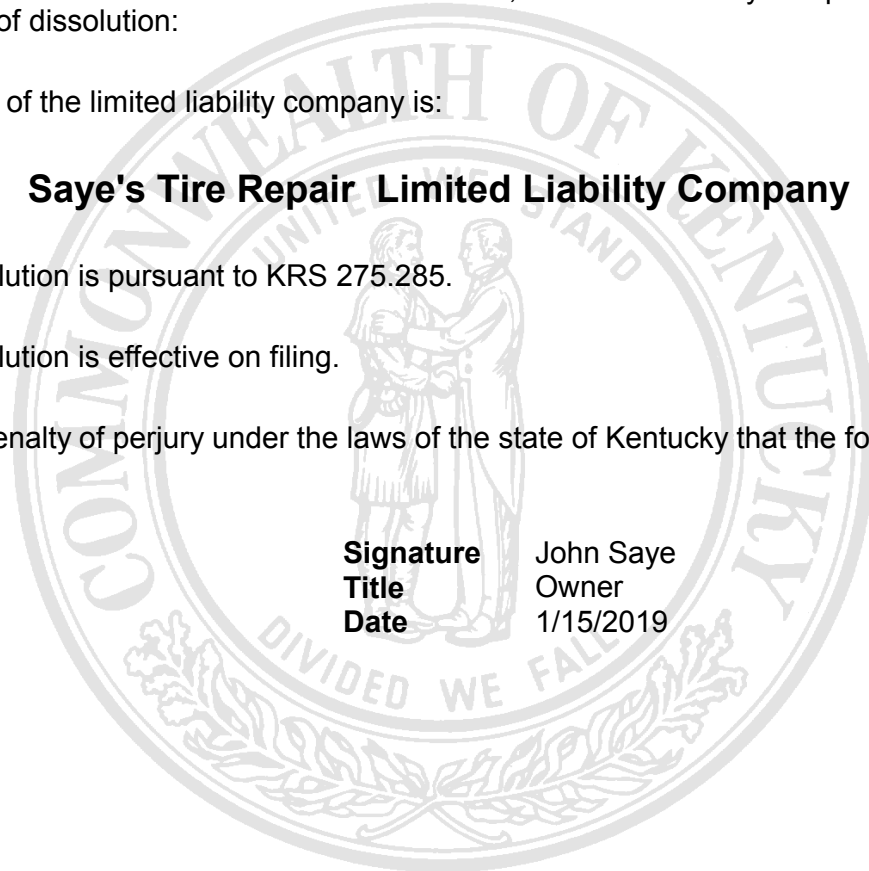 of dissolution:
of the limited liability company is:
Saye's Tire Repair Limited Liability Company
lution is pursuant to KRS 275.285.
lution is effective on filing.
enalty of perjury under the laws of the state of Kentucky that the fo
Signature John Saye
Title Owner
Date 1/15/2019
COMMONWEALTH OF KENTUCKY
UNITED WE STAND
DIVIDED WE FALL